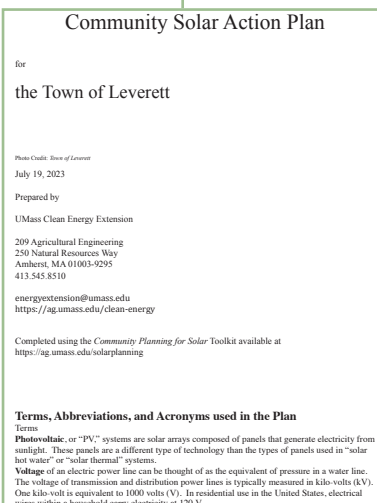 Community Solar Action Plan
for
the Town of Leverett
Photo Credit: Town of Leverett
July 19, 2023
Prepared by
UMass Clean Energy Extension
209 Agricultural Engineering
250 Natural Resources Way
Amherst, MA 01003-9295
413.545.8510
energyextension@umass.edu
https://ag.umass.edu/clean-energy
Completed using the Community Planning for Solar Toolkit available at
https://ag.umass.edu/solarplanning
Terms, Abbreviations, and Acronyms used in the Plan
Terms
Photovoltaic, or “PV,” systems are solar arrays composed of panels that generate electricity from
sunlight. These panels are a different type of technology than the types of panels used in “solar
hot water” or “solar thermal” systems.
Voltage of an electric power line can be thought of as the equivalent of pressure in a water line.
The voltage of transmission and distribution power lines is typically measured in kilo-volts (kV).
One kilo-volt is equivalent to 1000 volts (V). In residential use in the United States, electrical
wires within a household carry electricity at 120 V.